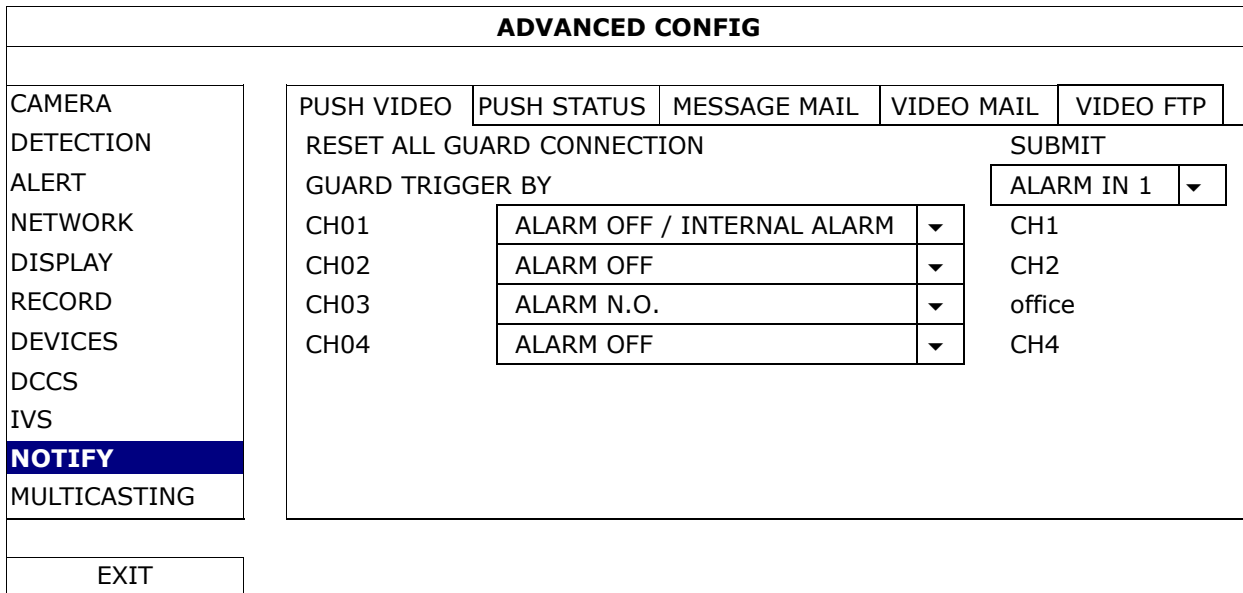 ADVANCED CONFIG
CAMERA
DETECTION
ALERT
NETWORK
DISPLAY
RECORD
DEVICES
DCCS
IVS
NOTIFY
MULTICASTING
EXIT
PUSH VIDEO PUSH STATUS MESSAGE MAIL VIDEO MAIL VIDEO FTP
RESET ALL GUARD CONNECTION SUBMIT
GUARD TRIGGER BY ALARM IN 1
CH01 ALARM OFF / INTERNAL ALARM CH1
CH02 ALARM OFF CH2
CH03 ALARM N.O. office
CH04 ALARM OFF CH4